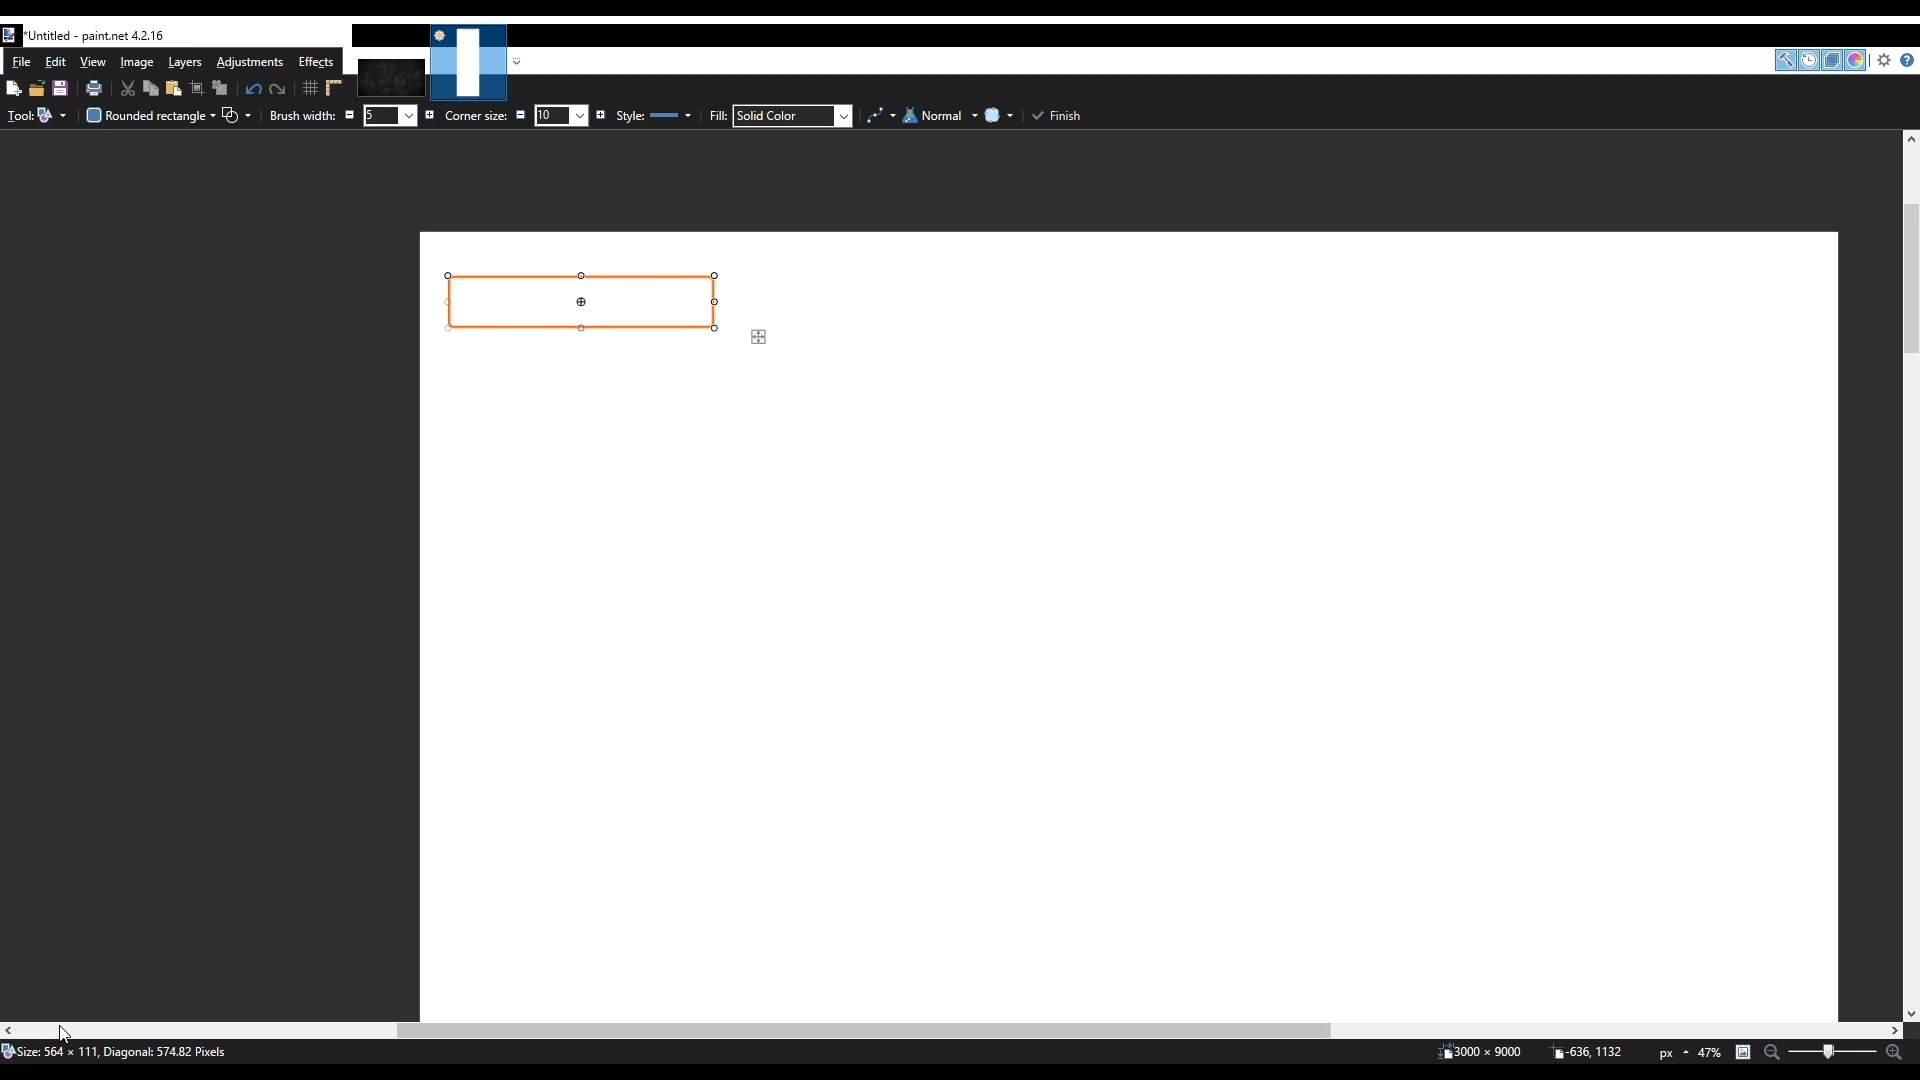 *Untitled - paint.net 4.2.16
File Edit View Image Layers Adjustments Effects
Tool: Rounded rectangle Brush width: 5 Corner size: 10 Style: Fill: Solid Color Normal Finish
Size: 564 × 111, Diagonal: 574.82 Pixels 3000 × 9000 -636, 1132 px 47%